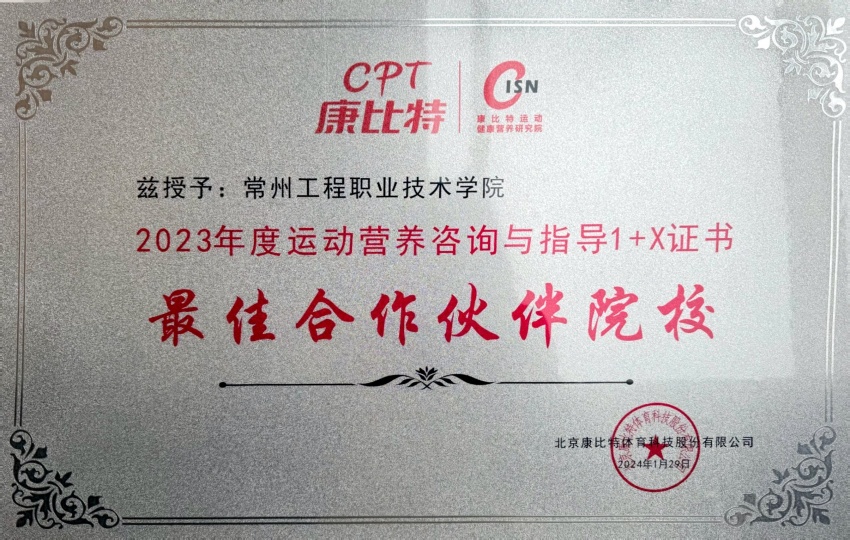 CPT
康比特
ISN
康比特运动
健康营养研究院
兹授予：常州工程职业技术学院
2023年度运动营养咨询与指导1+X证书
最佳合作伙伴院校
北京康比特体育科技股份有限公司
2024年1月29日